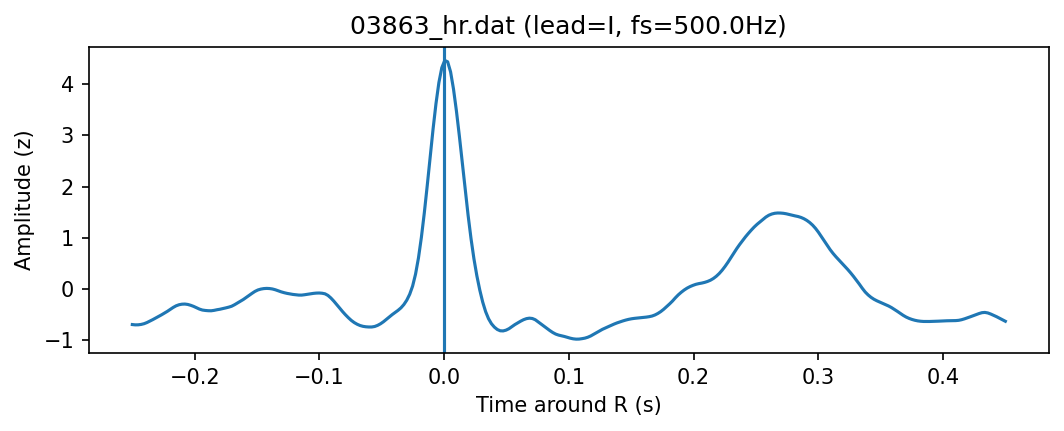 03863_hr.dat (lead=I, fs=500.0Hz)
Amplitude (z)
4
3
2
1
0
−1
−0.2 −0.1 0.0 0.1 0.2 0.3 0.4
Time around R (s)